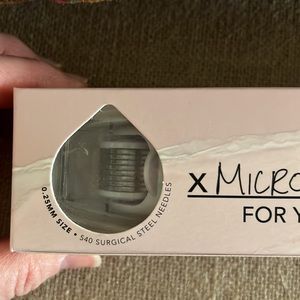 0.25MM SIZE • 540 SURGICAL STEEL NEEDLES
x MICRO
FOR Y